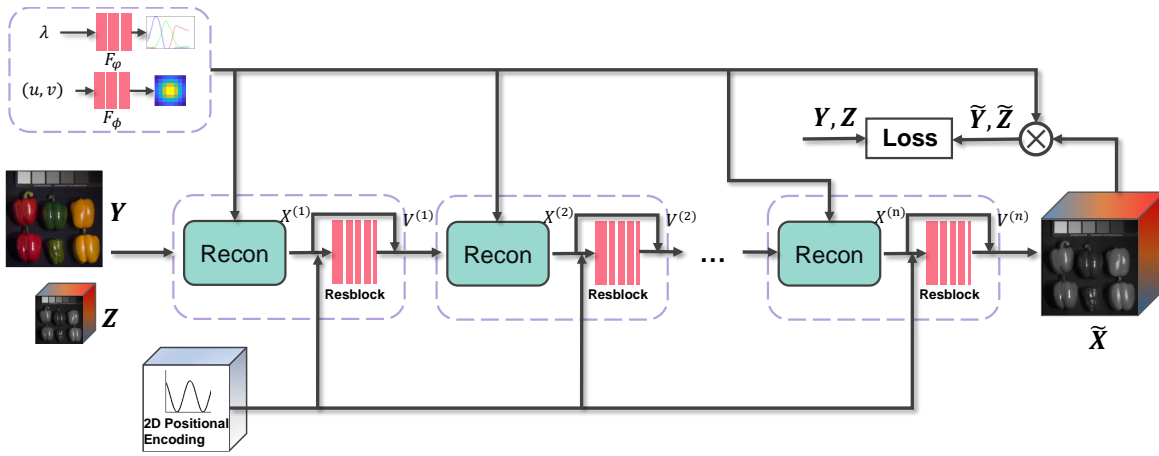 λ
F_φ
(u, v)
F_ϕ
Y, Z
Loss
Ỹ, Z̃
Y
Z
Recon
X^(1)
V^(1)
Resblock
Recon
X^(2)
V^(2)
Resblock
...
Recon
X^(n)
V^(n)
Resblock
X̃
2D Positional
Encoding